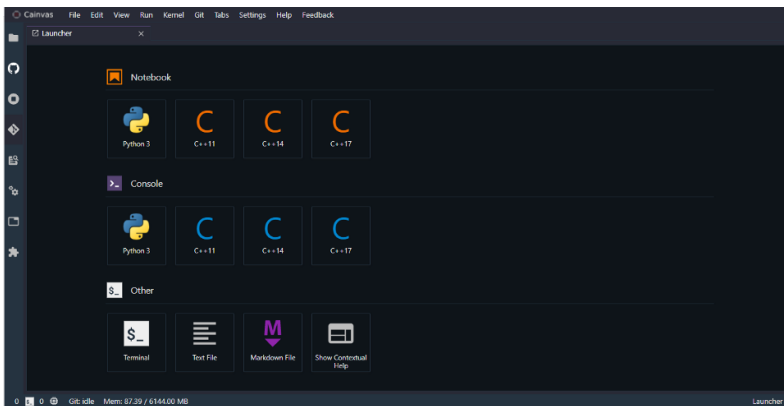 Cainvas File Edit View Run Kernel Git Tabs Settings Help Feedback
Launcher
Notebook
Python 3 C++11 C++14 C++17
Console
Python 3 C++11 C++14 C++17
$_ Other
$_ M
Terminal Text File Markdown File Show Contextual
Help
0 $_ 0 Git: idle Mem: 87.39 / 6144.00 MB Launcher